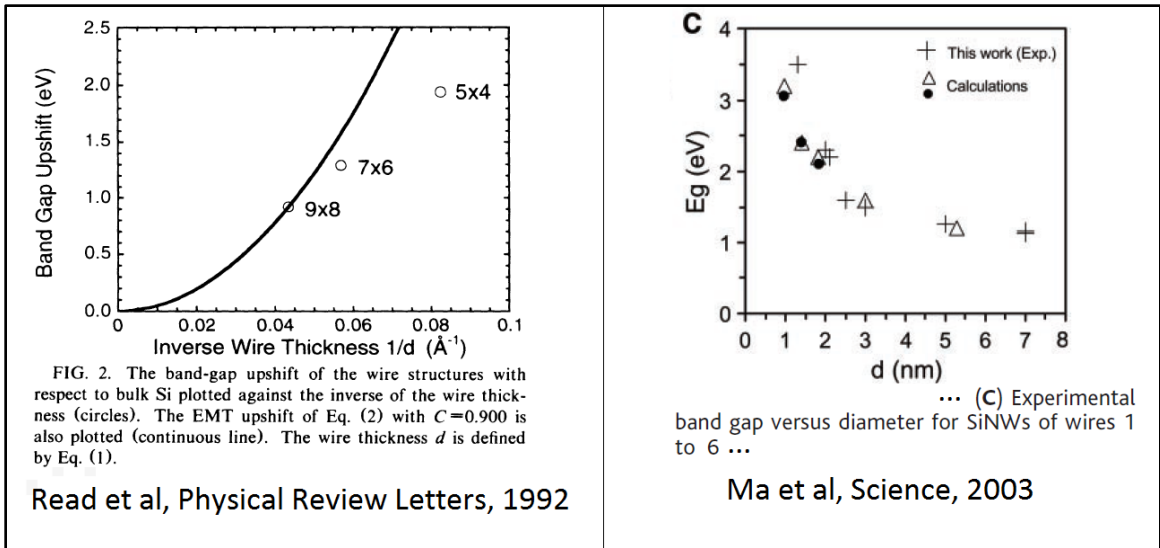 2.5
2.0
1.5
1.0
0.5
0.0
Band Gap Upshift (eV)
5x4
7x6
9x8
0 0.02 0.04 0.06 0.08 0.1
Inverse Wire Thickness 1/d (Å⁻¹)
FIG. 2. The band-gap upshift of the wire structures with
respect to bulk Si plotted against the inverse of the wire thick-
ness (circles). The EMT upshift of Eq. (2) with C=0.900 is
also plotted (continuous line). The wire thickness d is defined
by Eq. (1).
Read et al, Physical Review Letters, 1992
C
4
3
2
1
0
Eg (eV)
This work (Exp.)
Calculations
0 1 2 3 4 5 6 7 8
d (nm)
... (C) Experimental
band gap versus diameter for SiNWs of wires 1
to 6 ...
Ma et al, Science, 2003